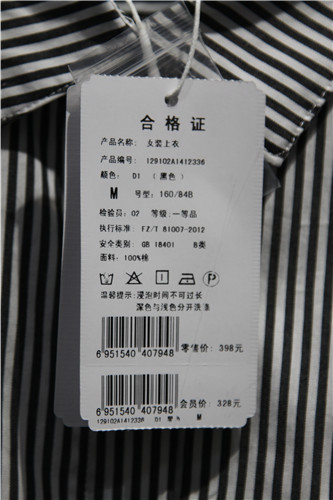 合格证
产品名称: 女装上衣
产品编号: 129102A1412336
颜色: D1 (黑色)
M 号型: 160/84B
检验员: 02 等级: 一等品
执行标准 FZ/T 81007-2012
安全类别: GB 18401 B类
面料: 100%棉
P
温馨提示: 浸泡时间不可过长
深色与浅色分开洗涤
零售价: 398元
6 951540 407948
会员价: 328元
6 951540 407948
129102A1412336 D1 M